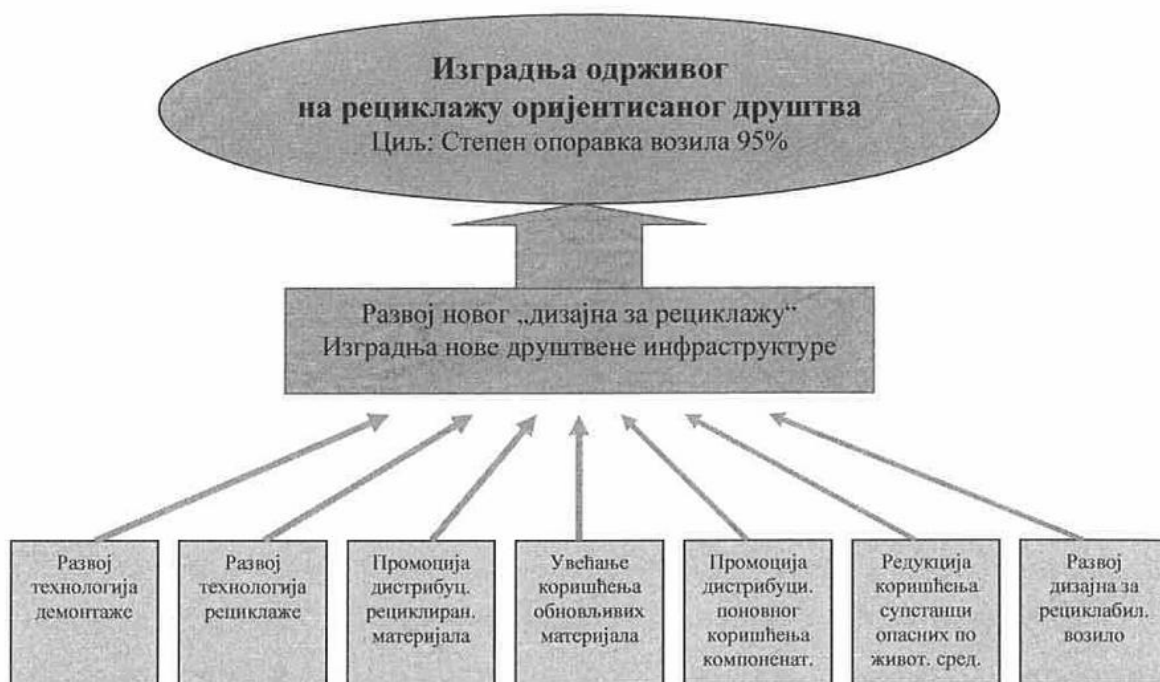 Изградња одрживог
на рециклажу оријентисаног друштва
Циљ: Степен опоравка возила 95%
Развој новог „дизајна за рециклажу“
Изградња нове друштвене инфраструктуре
Развој
технологија
демонтаже
Развој
технологија
рециклаже
Промоција
дистрибуц.
рециклиран.
материјала
Увећање
коришћења
обновљивих
материјала
Промоција
дистрибуци.
поновног
коришћења
компоненат.
Редукција
коришћења
супстанци
опасних по
живот. сред.
Развој
дизајна за
рециклабил.
возило